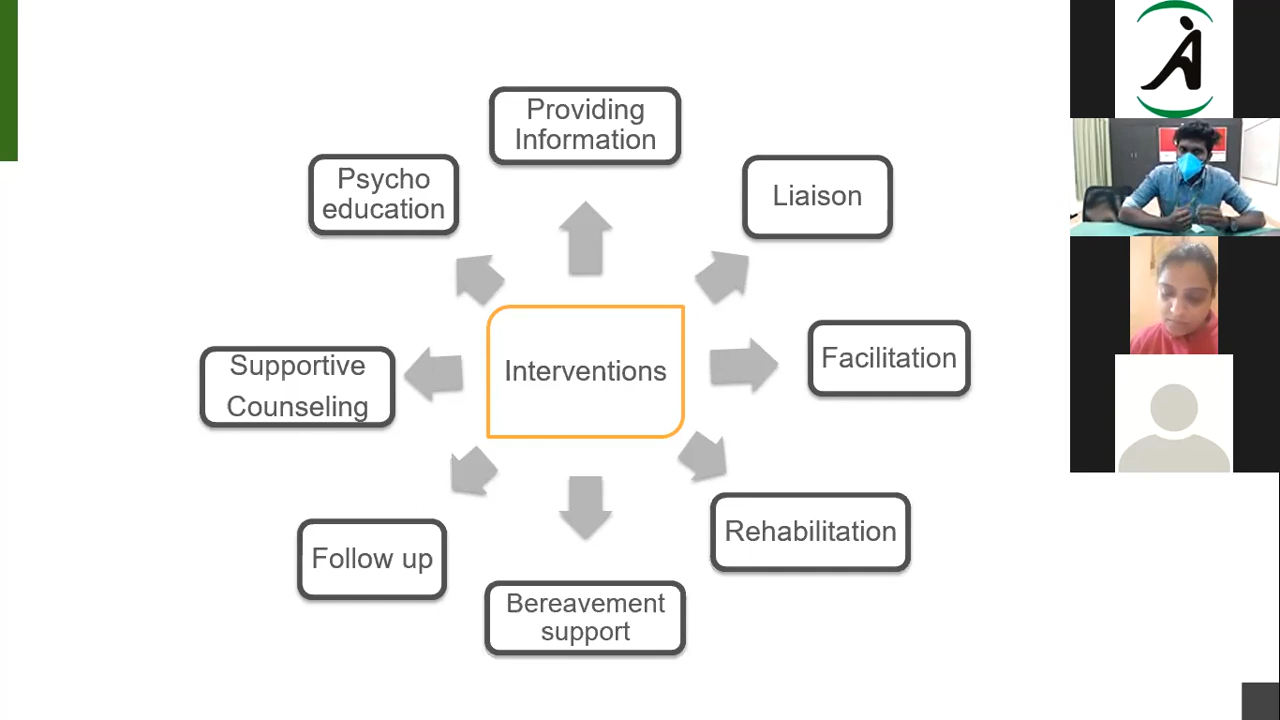 Providing
Information
Psycho
education
Liaison
Supportive
Counseling
Interventions
Facilitation
Follow up
Rehabilitation
Bereavement
support